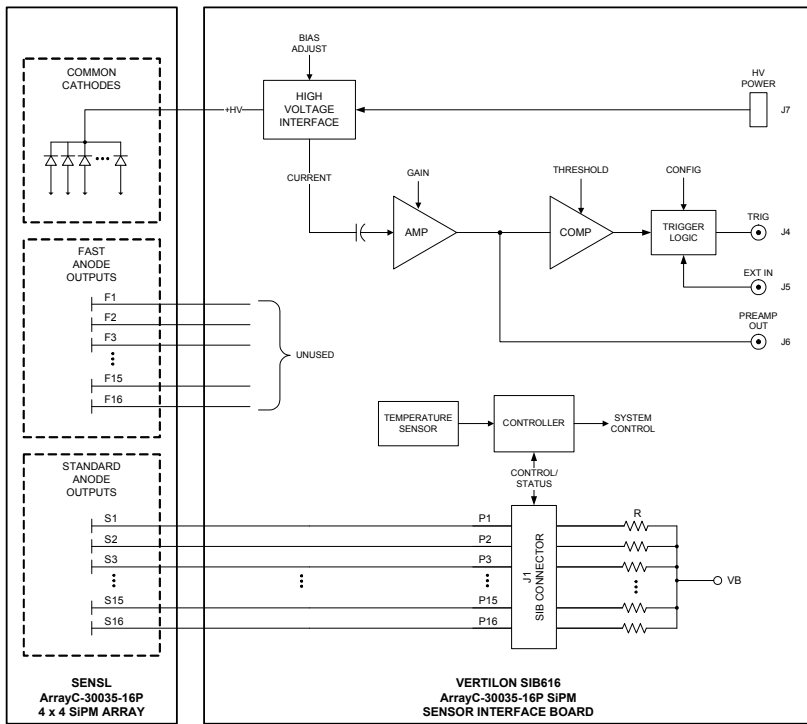 COMMON
CATHODES
BIAS
ADJUST
HIGH
VOLTAGE
INTERFACE
+HV
HV
POWER
J7
CURRENT
GAIN
AMP
THRESHOLD
COMP
CONFIG
TRIGGER
LOGIC
TRIG
J4
EXT IN
J5
PREAMP
OUT
J6
FAST
ANODE
OUTPUTS
F1
F2
F3
F15
F16
UNUSED
TEMPERATURE
SENSOR
CONTROLLER
SYSTEM
CONTROL
CONTROL/
STATUS
STANDARD
ANODE
OUTPUTS
S1
S2
S3
S15
S16
P1
P2
P3
P15
P16
J1
SIB CONNECTOR
R
VB
SENSL
ArrayC-30035-16P
4 x 4 SiPM ARRAY
VERTILON SIB616
ArrayC-30035-16P SiPM
SENSOR INTERFACE BOARD